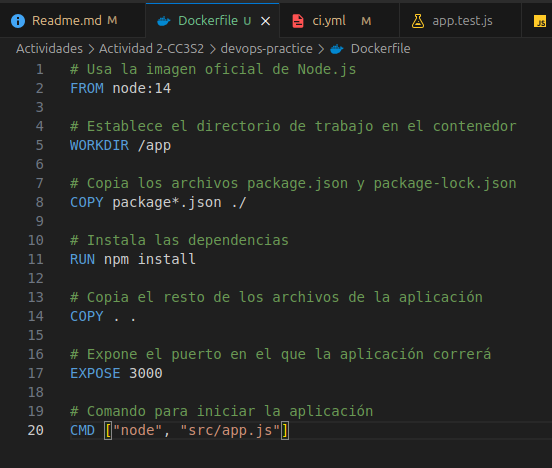 Readme.md M Dockerfile U × ci.yml M app.test.js JS
Actividades > Actividad 2-CC3S2 > devops-practice > Dockerfile
1 # Usa la imagen oficial de Node.js
2 FROM node:14
3
4 # Establece el directorio de trabajo en el contenedor
5 WORKDIR /app
6
7 # Copia los archivos package.json y package-lock.json
8 COPY package*.json ./
9
10 # Instala las dependencias
11 RUN npm install
12
13 # Copia el resto de los archivos de la aplicación
14 COPY . .
15
16 # Expone el puerto en el que la aplicación correrá
17 EXPOSE 3000
18
19 # Comando para iniciar la aplicación
20 CMD ["node", "src/app.js"]